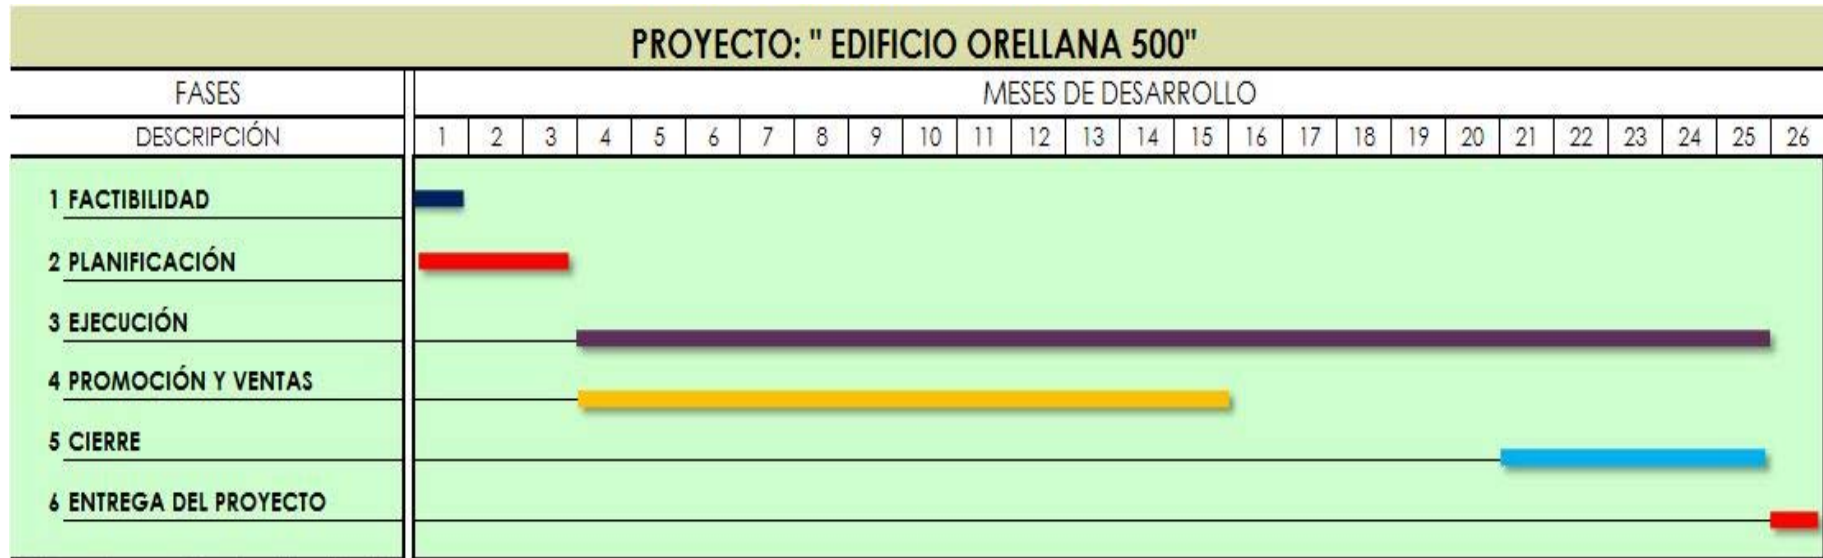 PROYECTO: " EDIFICIO ORELLANA 500"
FASES MESES DE DESARROLLO
DESCRIPCIÓN 1 2 3 4 5 6 7 8 9 10 11 12 13 14 15 16 17 18 19 20 21 22 23 24 25 26
1 FACTIBILIDAD
2 PLANIFICACIÓN
3 EJECUCIÓN
4 PROMOCIÓN Y VENTAS
5 CIERRE
6 ENTREGA DEL PROYECTO